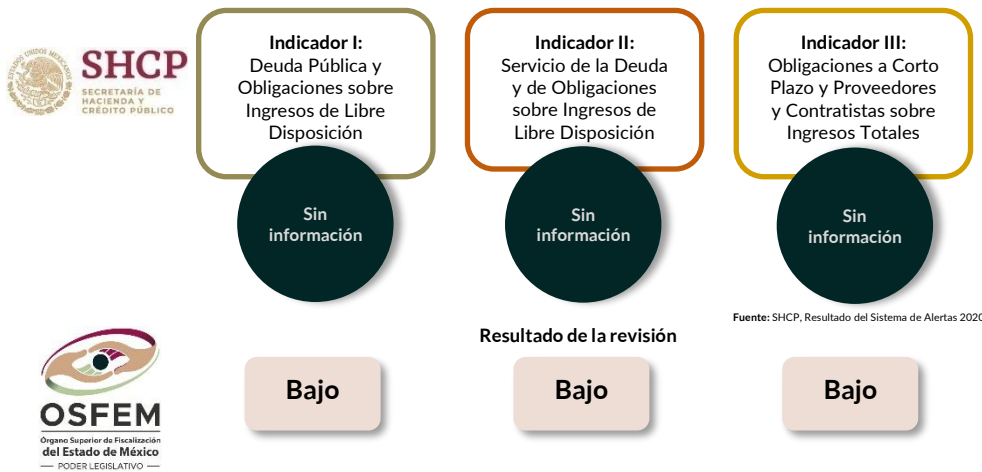 SHCP
SECRETARÍA DE
HACIENDA Y
CRÉDITO PÚBLICO
Indicador I:
Deuda Pública y
Obligaciones sobre
Ingresos de Libre
Disposición
Sin
información
Indicador II:
Servicio de la Deuda
y de Obligaciones
sobre Ingresos de
Libre Disposición
Sin
información
Indicador III:
Obligaciones a Corto
Plazo y Proveedores
y Contratistas sobre
Ingresos Totales
Sin
información
Fuente: SHCP, Resultado del Sistema de Alertas 2020
Resultado de la revisión
OSFEM
Órgano Superior de Fiscalización
del Estado de México
PODER LEGISLATIVO
Bajo
Bajo
Bajo